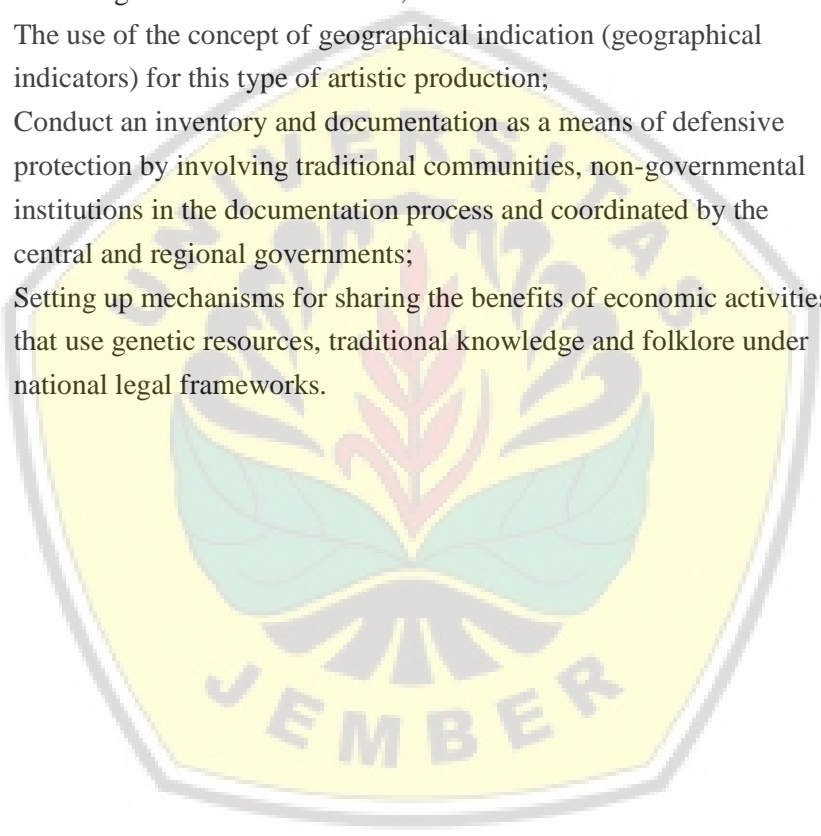 The use of the concept of geographical indication (geographical
indicators) for this type of artistic production;
Conduct an inventory and documentation as a means of defensive
protection by involving traditional communities, non-governmental
institutions in the documentation process and coordinated by the
central and regional governments;
Setting up mechanisms for sharing the benefits of economic activities
that use genetic resources, traditional knowledge and folklore under
national legal frameworks.
UNIVERSITAS
JEMBER